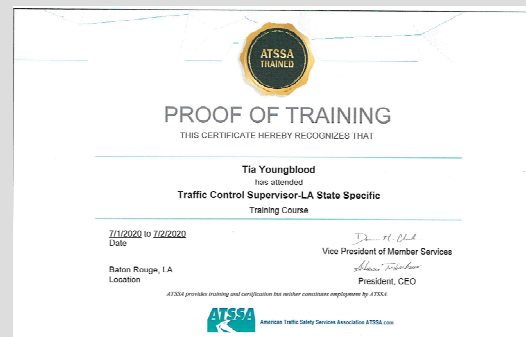 ATSSA
TRAINED
PROOF OF TRAINING
THIS CERTIFICATE HEREBY RECOGNIZES THAT
Tia Youngblood
has attended
Traffic Control Supervisor-LA State Specific
Training Course
7/1/2020 to 7/2/2020
Date
Vice President of Member Services
Baton Rouge, LA
Location
President, CEO
ATSSA provides training and certification but neither constitutes employment by ATSSA.
ATSSA American Traffic Safety Services Association ATSSA.com